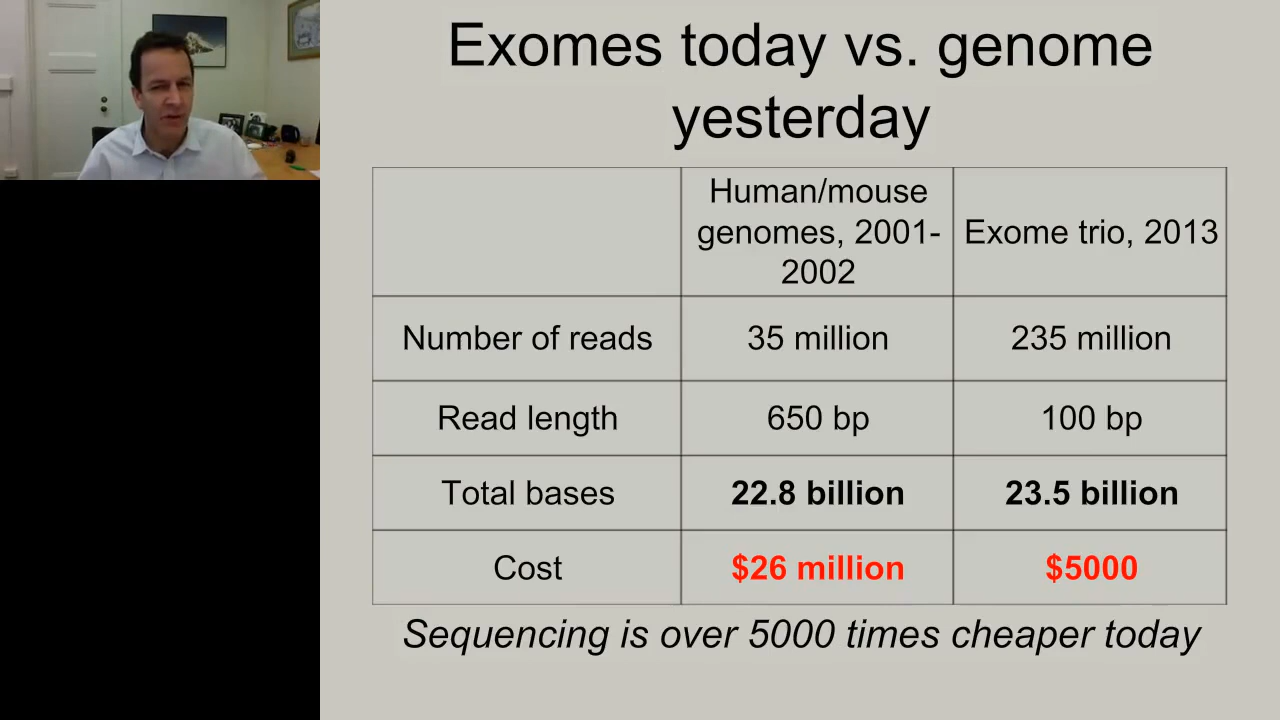 Exomes today vs. genome
yesterday
Human/mouse
genomes, 2001-
2002
Exome trio, 2013
Number of reads
35 million
235 million
Read length
650 bp
100 bp
Total bases
22.8 billion
23.5 billion
Cost
$26 million
$5000
Sequencing is over 5000 times cheaper today